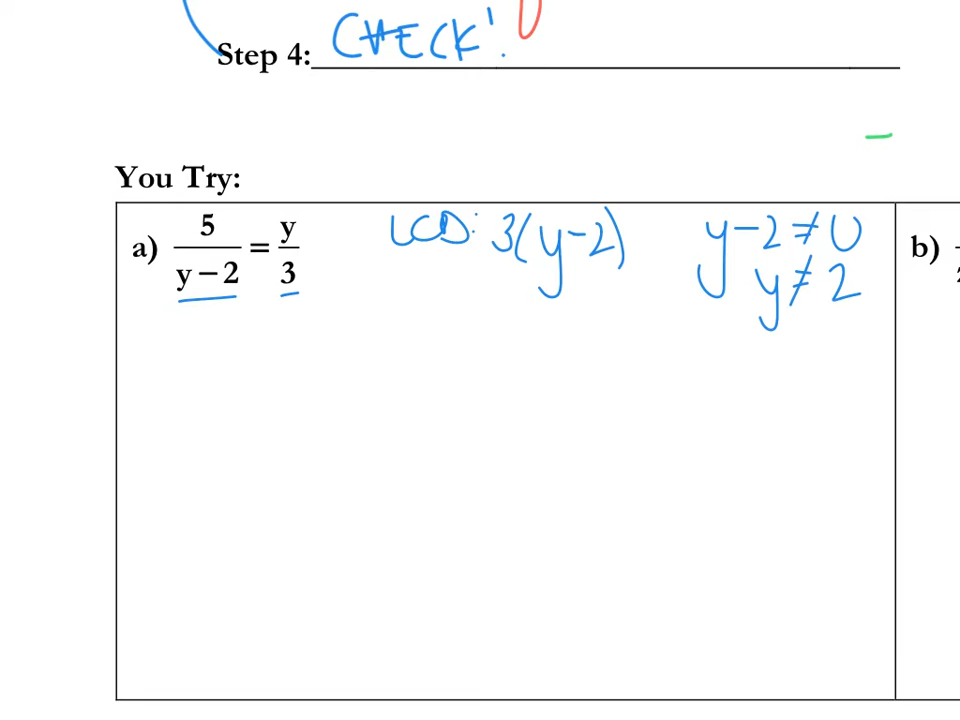 CHECK!
Step 4:
You Try:
a) 5/(y – 2) = y/3 LCD: 3(y-2) y-2 ≠ 0 b)
y ≠ 2